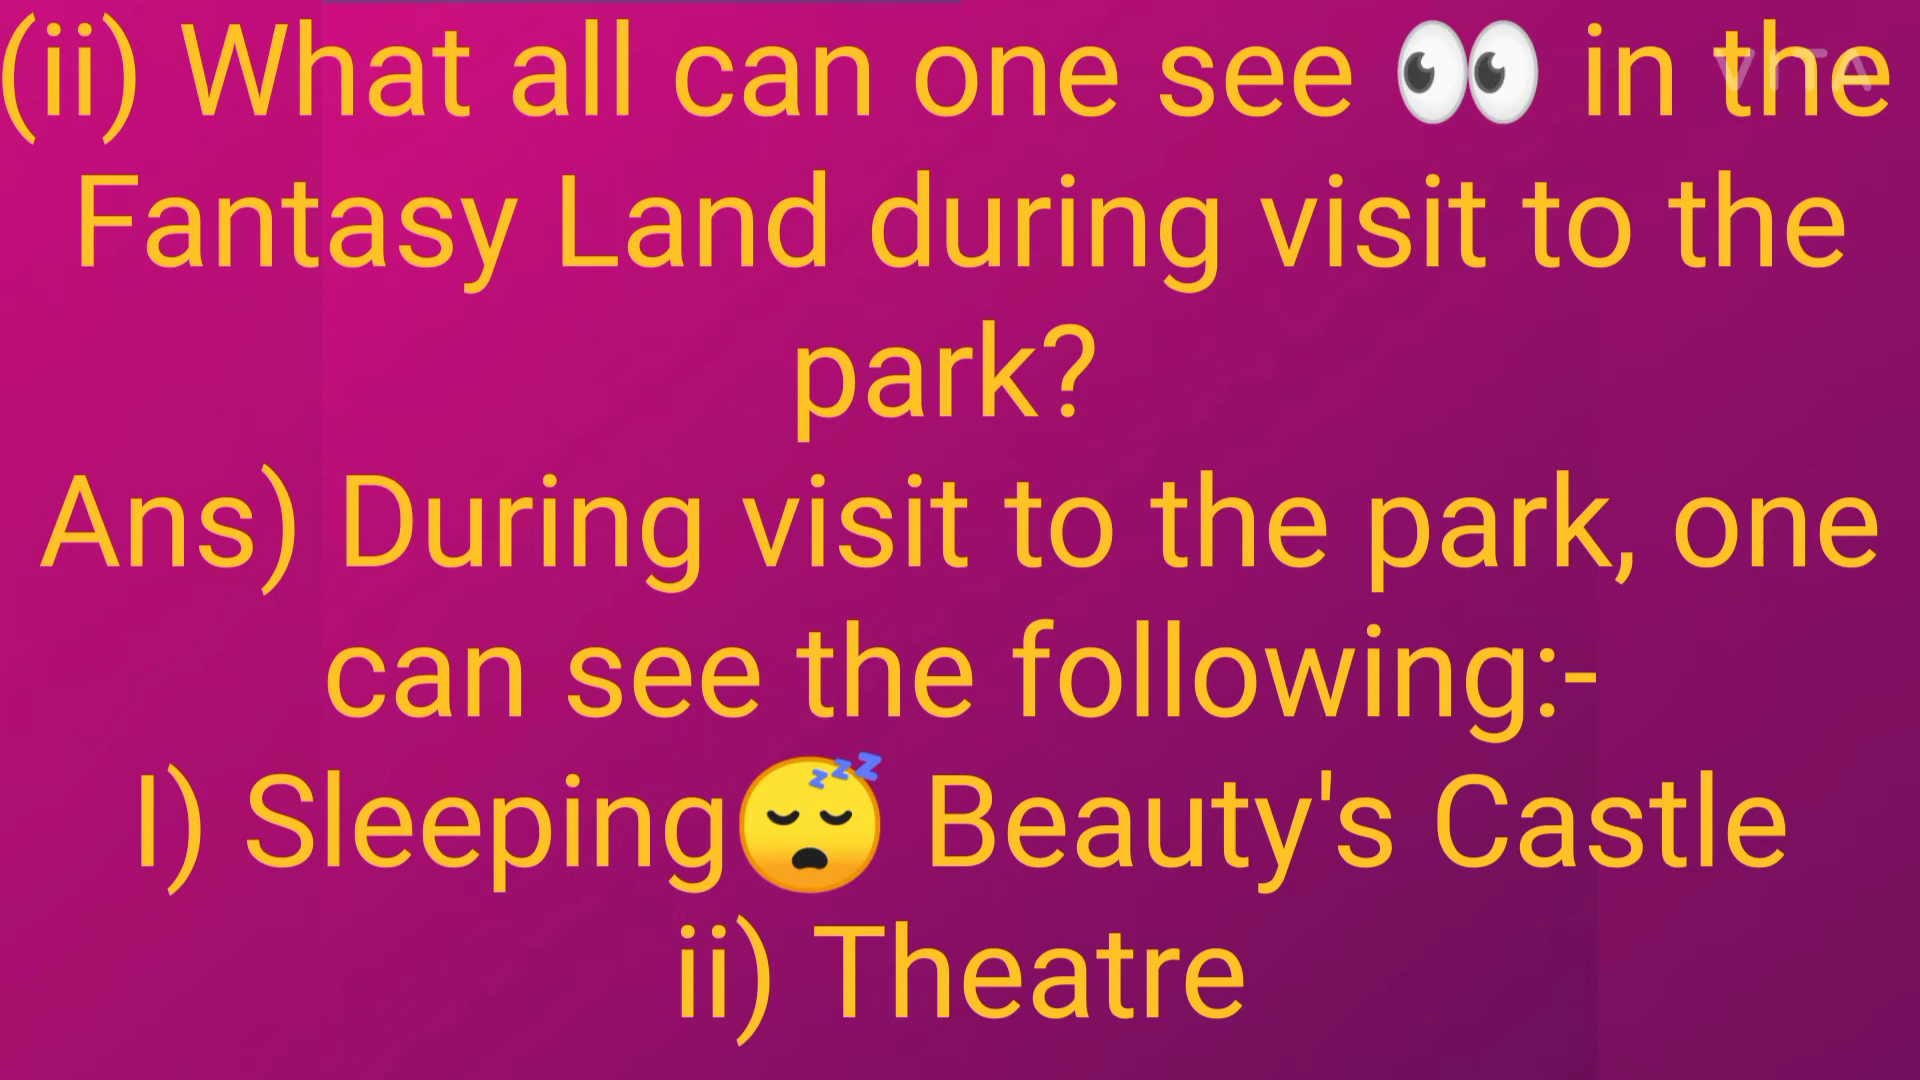 (ii) What all can one see 👀 in the
VITA
Fantasy Land during visit to the
park?
Ans) During visit to the park, one
can see the following:-
I) Sleeping😴 Beauty's Castle
ii) Theatre